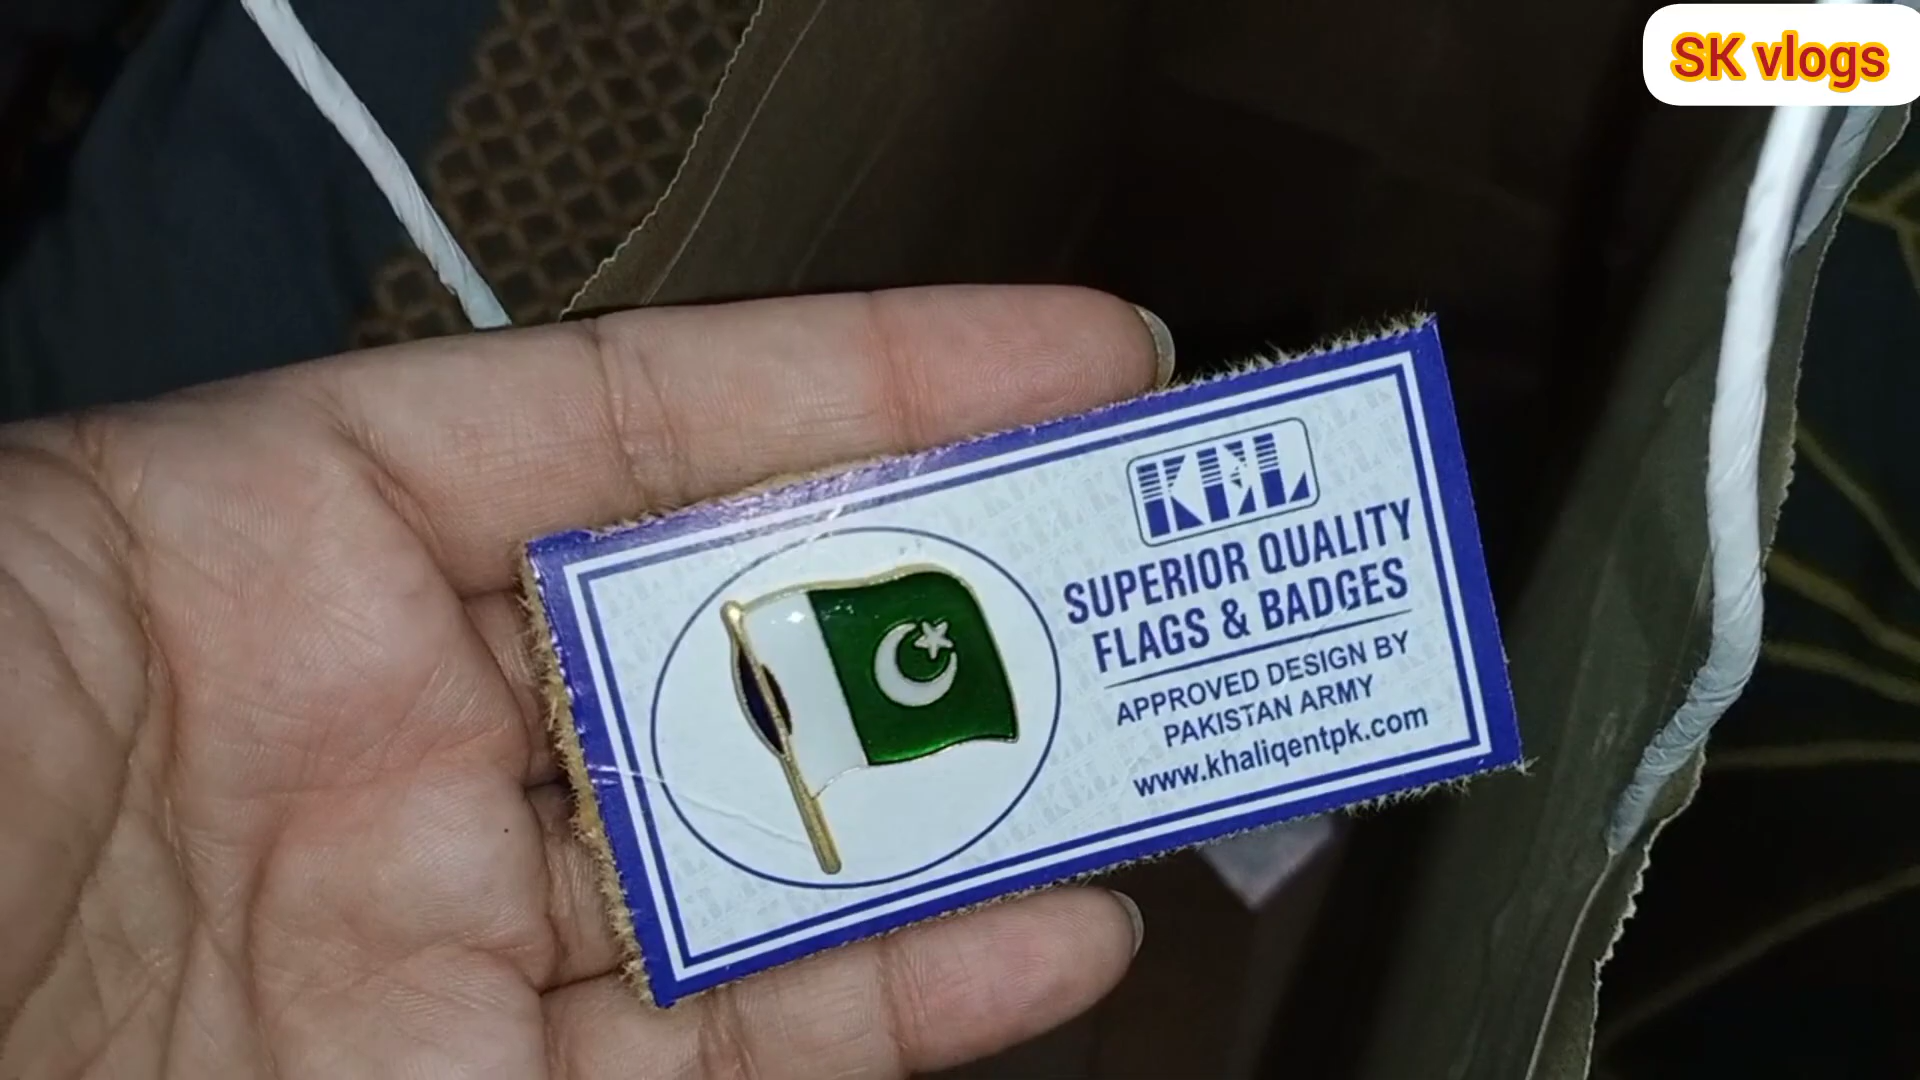 SK vlogs
KEL
SUPERIOR QUALITY
FLAGS & BADGES
APPROVED DESIGN BY
PAKISTAN ARMY
www.khaliqentpk.com